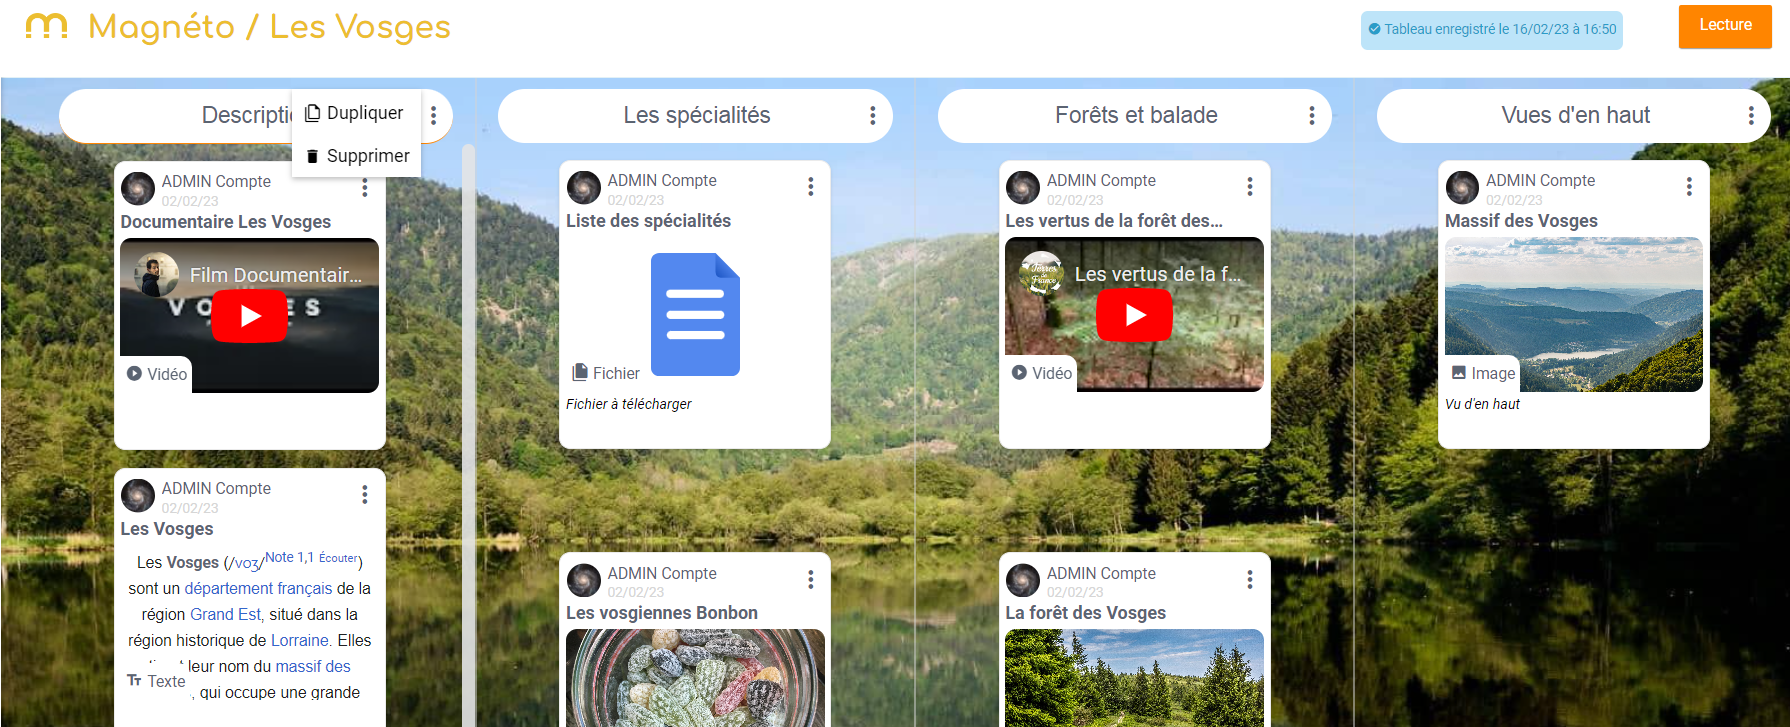 Magnéto / Les Vosges
Tableau enregistré le 16/02/23 à 16:50
Lecture
Descripti
Dupliquer
Supprimer
Les spécialités
Forêts et balade
Vues d'en haut
ADMIN Compte
02/02/23
Documentaire Les Vosges
Film Documentair...
VO ES
Vidéo
ADMIN Compte
02/02/23
Les Vosges
Les Vosges (/voʒ/Note 1,1 Écouter)
sont un département français de la
région Grand Est, situé dans la
région historique de Lorraine. Elles
leur nom du massif des
Texte
, qui occupe une grande
ADMIN Compte
02/02/23
Liste des spécialités
Fichier
Fichier à télécharger
ADMIN Compte
02/02/23
Les vosgiennes Bonbon
ADMIN Compte
02/02/23
Les vertus de la forêt des...
Terres de France
Les vertus de la f...
Vidéo
ADMIN Compte
02/02/23
La forêt des Vosges
ADMIN Compte
02/02/23
Massif des Vosges
Image
Vu d'en haut